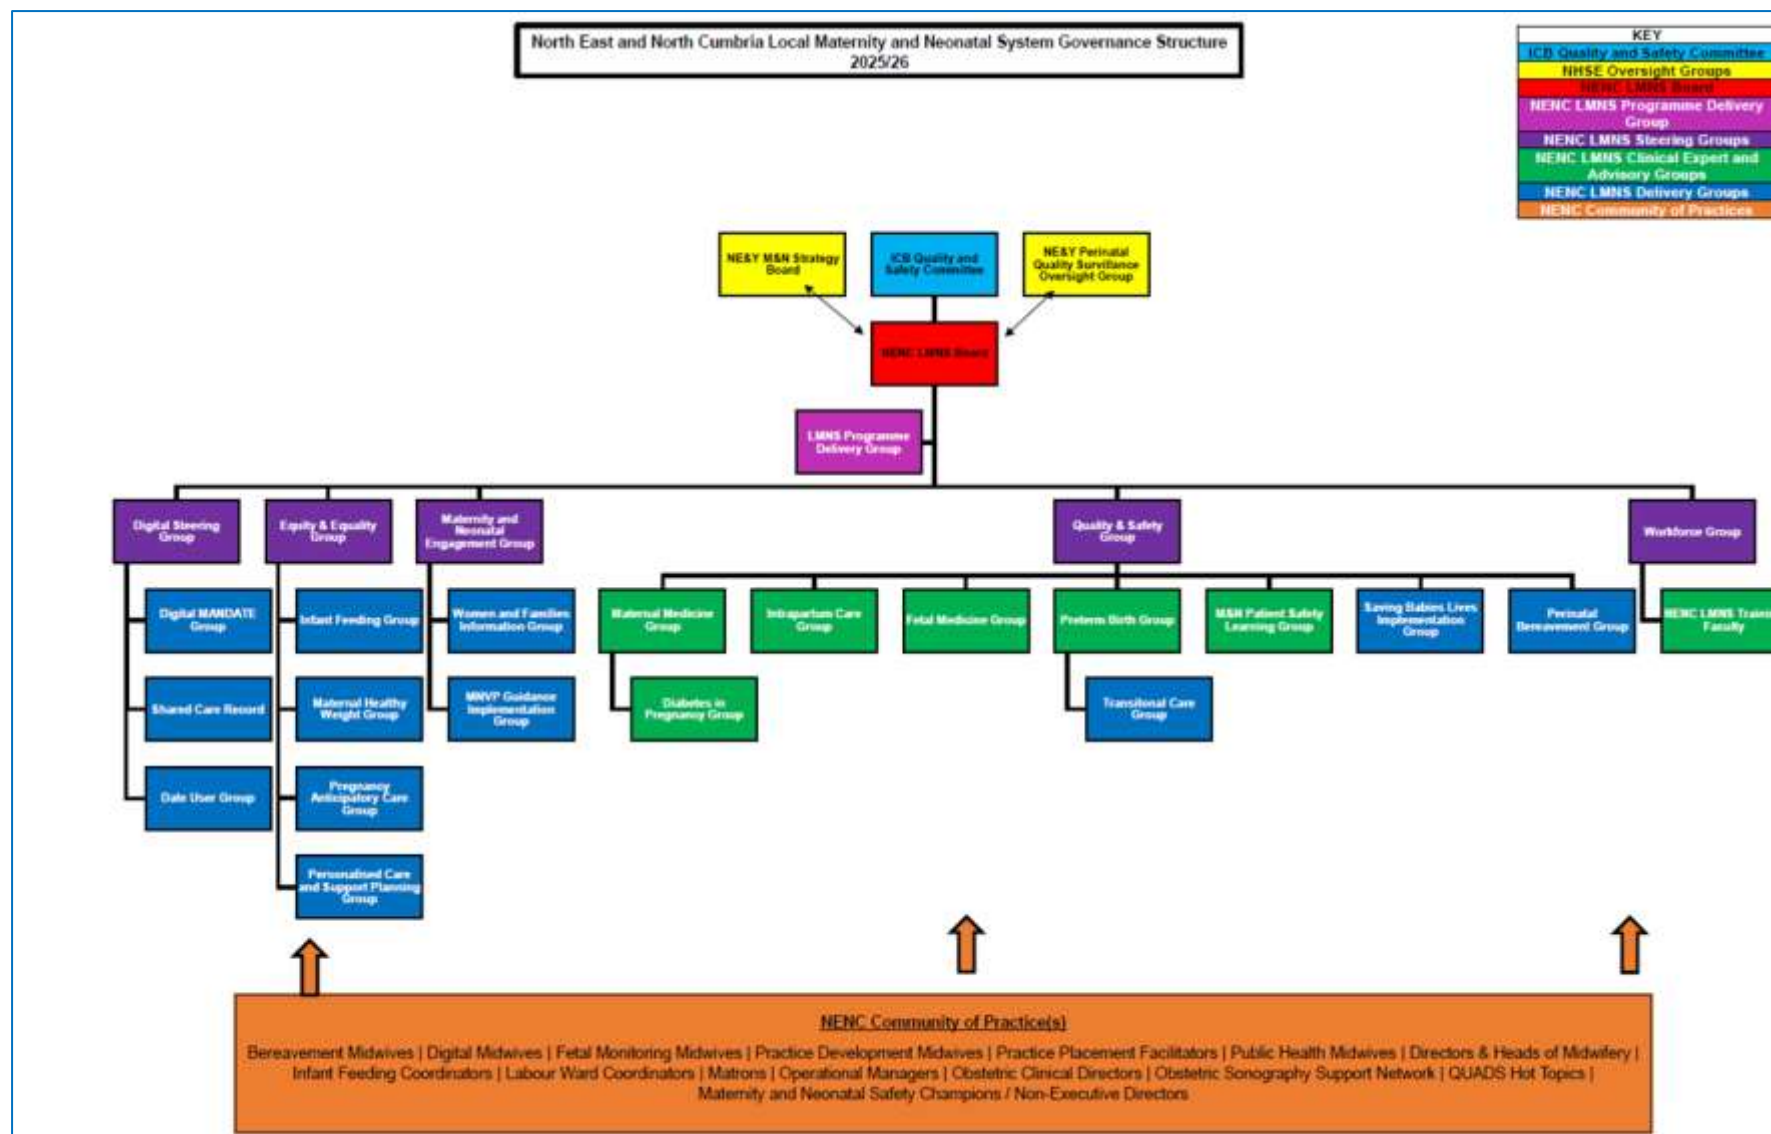 North East and North Cumbria Local Maternity and Neonatal System Governance Structure
2025/26
KEY
ICB Quality and Safety Committee
NHSE Oversight Groups
NENC LMNS Board
NENC LMNS Programme Delivery
Group
NENC LMNS Steering Groups
NENC LMNS Clinical Expert and
Advisory Groups
NENC LMNS Delivery Groups
NENC Community of Practices
NE&Y M&N Strategy
Board
ICB Quality and
Safety Committee
NE&Y Perinatal
Quality Survillance
Oversight Group
NENC LMNS Board
LMNS Programme
Delivery Group
Digital Steering
Group
Equity & Equality
Group
Maternity and
Neonatal
Engagement Group
Quality & Safety
Group
Workforce Group
Digital MANDATE
Group
Infant Feeding Group
Women and Families
Information Group
Maternal Medicine
Group
Intrapartum Care
Group
Fetal Medicine Group
Preterm Birth Group
M&N Patient Safety
Learning Group
Saving Babies Lives
Implementation
Group
Perinatal
Bereavement Group
NENC LMNS Training
Faculty
Shared Care Record
Maternal Healthy
Weight Group
MNVP Guidance
Implementation
Group
Diabetes in
Pregnancy Group
Transitional Care
Group
Date User Group
Pregnancy
Anticipatory Care
Group
Personalised Care
and Support Planning
Group
NENC Community of Practice(s)
Bereavement Midwives | Digital Midwives | Fetal Monitoring Midwives | Practice Development Midwives | Practice Placement Facilitators | Public Health Midwives | Directors & Heads of Midwifery |
Infant Feeding Coordinators | Labour Ward Coordinators | Matrons | Operational Managers | Obstetric Clinical Directors | Obstetric Sonography Support Network | QUADS Hot Topics |
Maternity and Neonatal Safety Champions / Non-Executive Directors